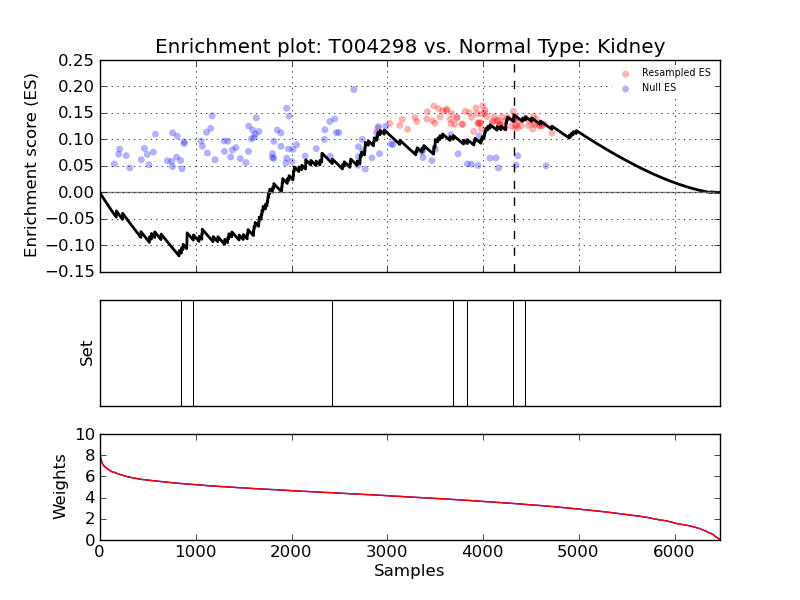 Enrichment plot: T004298 vs. Normal Type: Kidney
Enrichment score (ES)
0.25
0.20
0.15
0.10
0.05
0.00
−0.05
−0.10
−0.15
Resampled ES
Null ES
Set
Weights
10
8
6
4
2
0
0 1000 2000 3000 4000 5000 6000
Samples